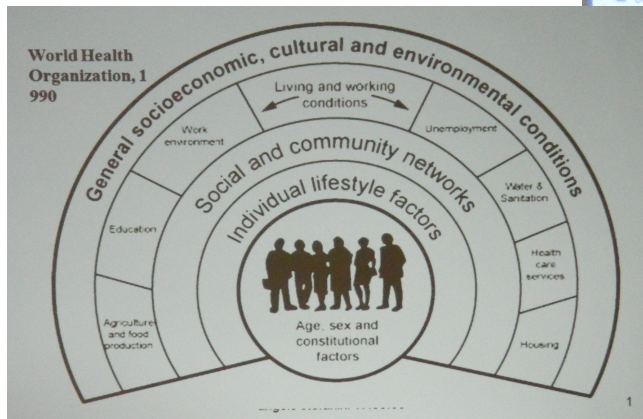 World Health
Organization, 1
990
General socioeconomic, cultural and environmental conditions
Living and working
conditions
Work
environment
Unemployment
Social and community networks
Water &
Sanitation
Individual lifestyle factors
Education
Health
care
services
Agriculture
and food
production
Housing
Age, sex and
constitutional
factors
1